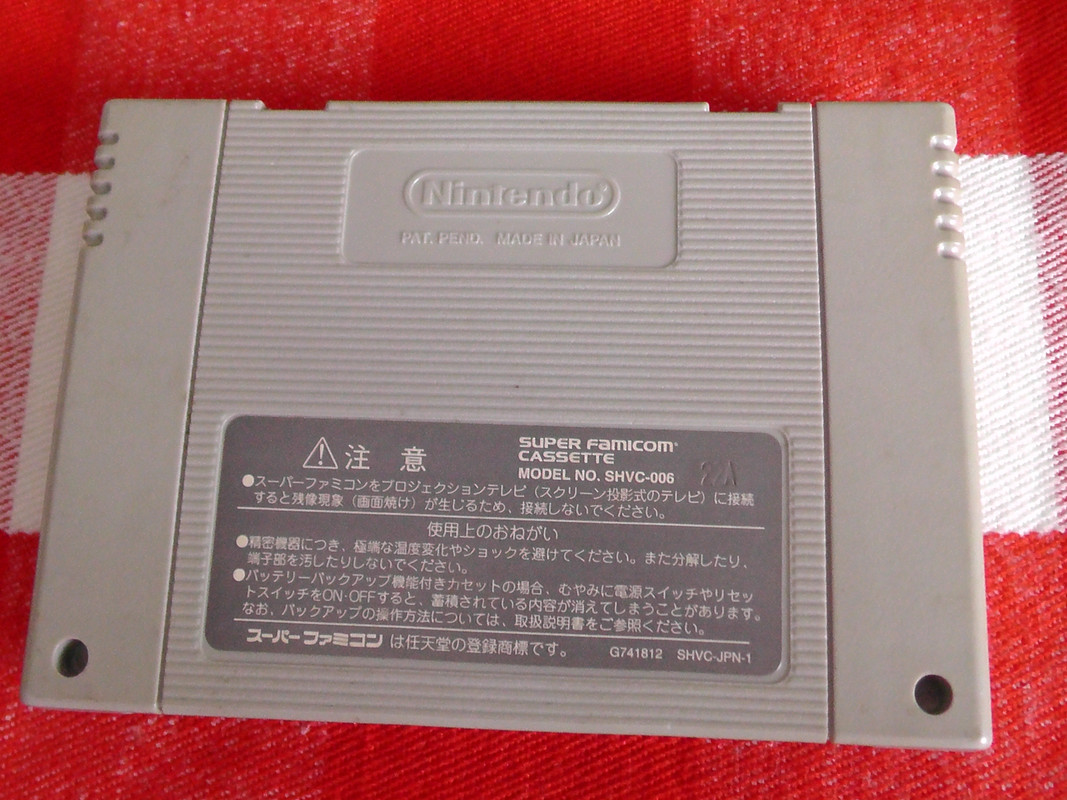 Nintendo®
PAT. PEND. MADE IN JAPAN
注意
SUPER FAMICOM®
CASSETTE
MODEL NO. SHVC-006
22A
●スーパーファミコンをプロジェクションテレビ（スクリーン投影式のテレビ）に接続
すると残像現象（画面焼け）が生じるため、接続しないでください。
使用上のおねがい
●精密機器につき、極端な温度変化やショックを避けてください。また分解したり、
端子部を汚したりしないでください。
●バッテリーバックアップ機能付きカセットの場合、むやみに電源スイッチやリセッ
トスイッチをON・OFFすると、蓄積されている内容が消えてしまうことがあります。
なお、バックアップの操作方法については、取扱説明書をご参照ください。
スーパーファミコンは任天堂の登録商標です。
G741812 SHVC-JPN-1